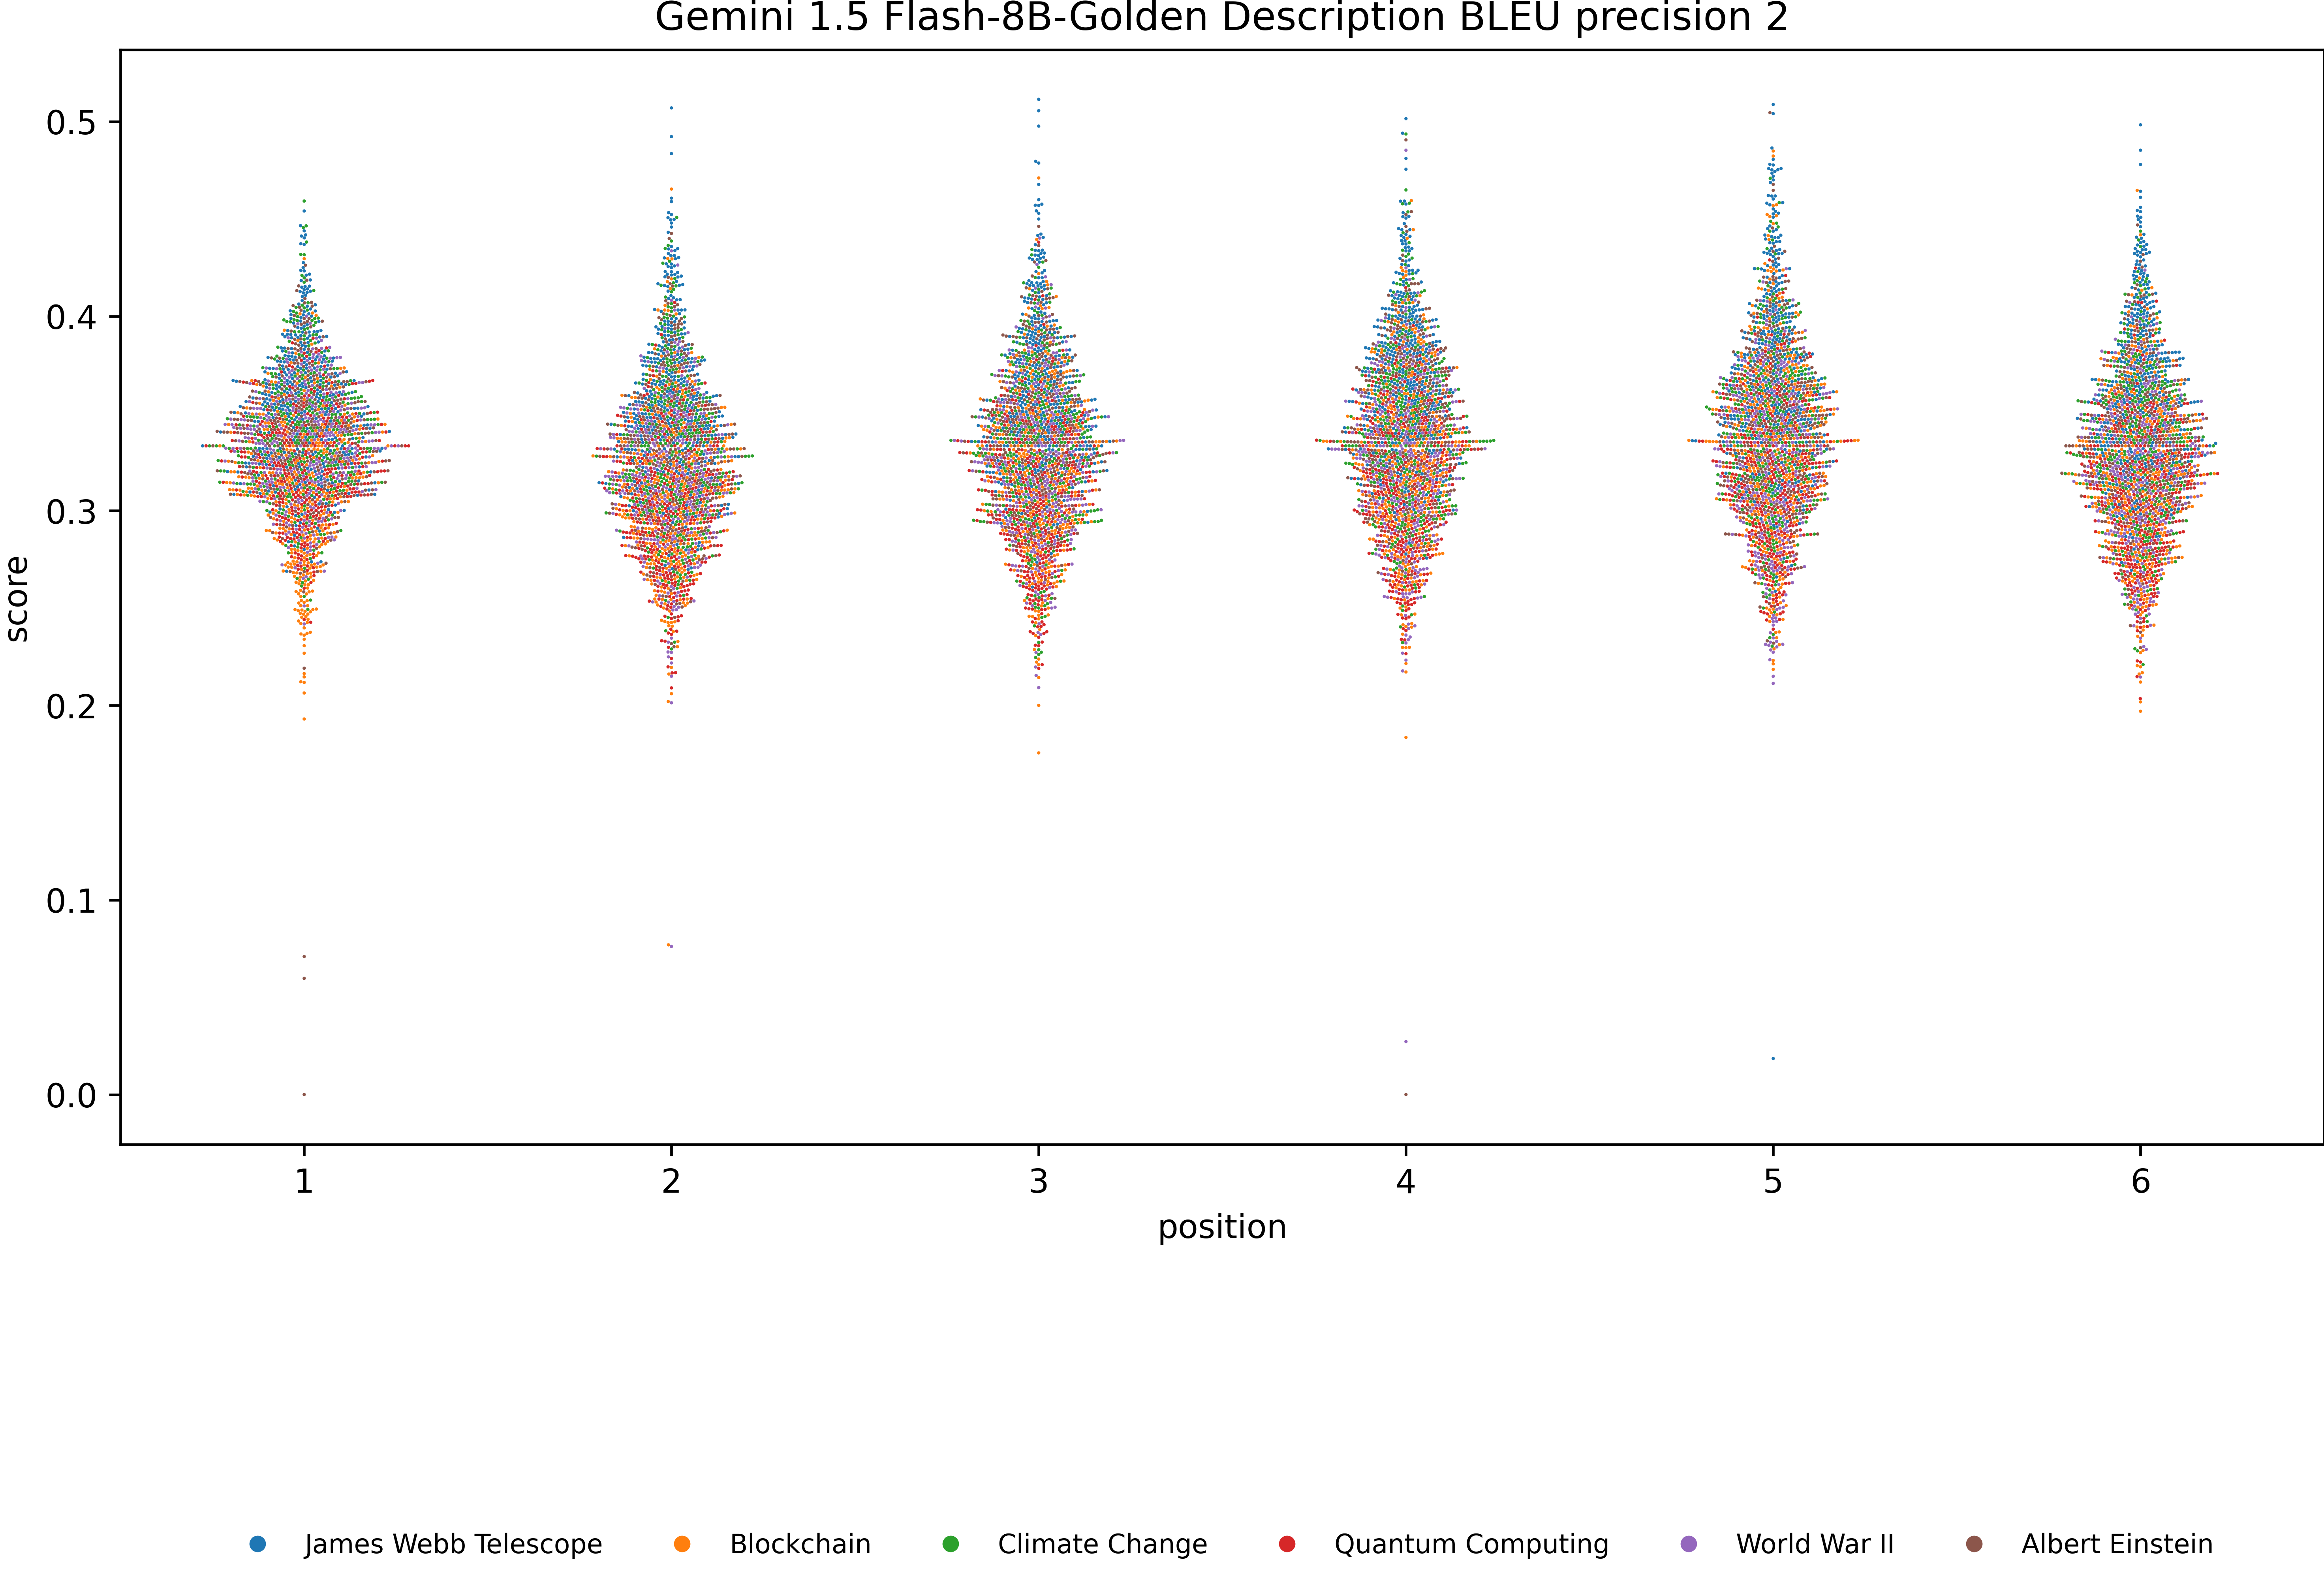 Gemini 1.5 Flash-8B-Golden Description BLEU precision 2
score
0.5
0.4
0.3
0.2
0.1
0.0
1 2 3 4 5 6
position
James Webb Telescope Blockchain Climate Change Quantum Computing World War II Albert Einstein